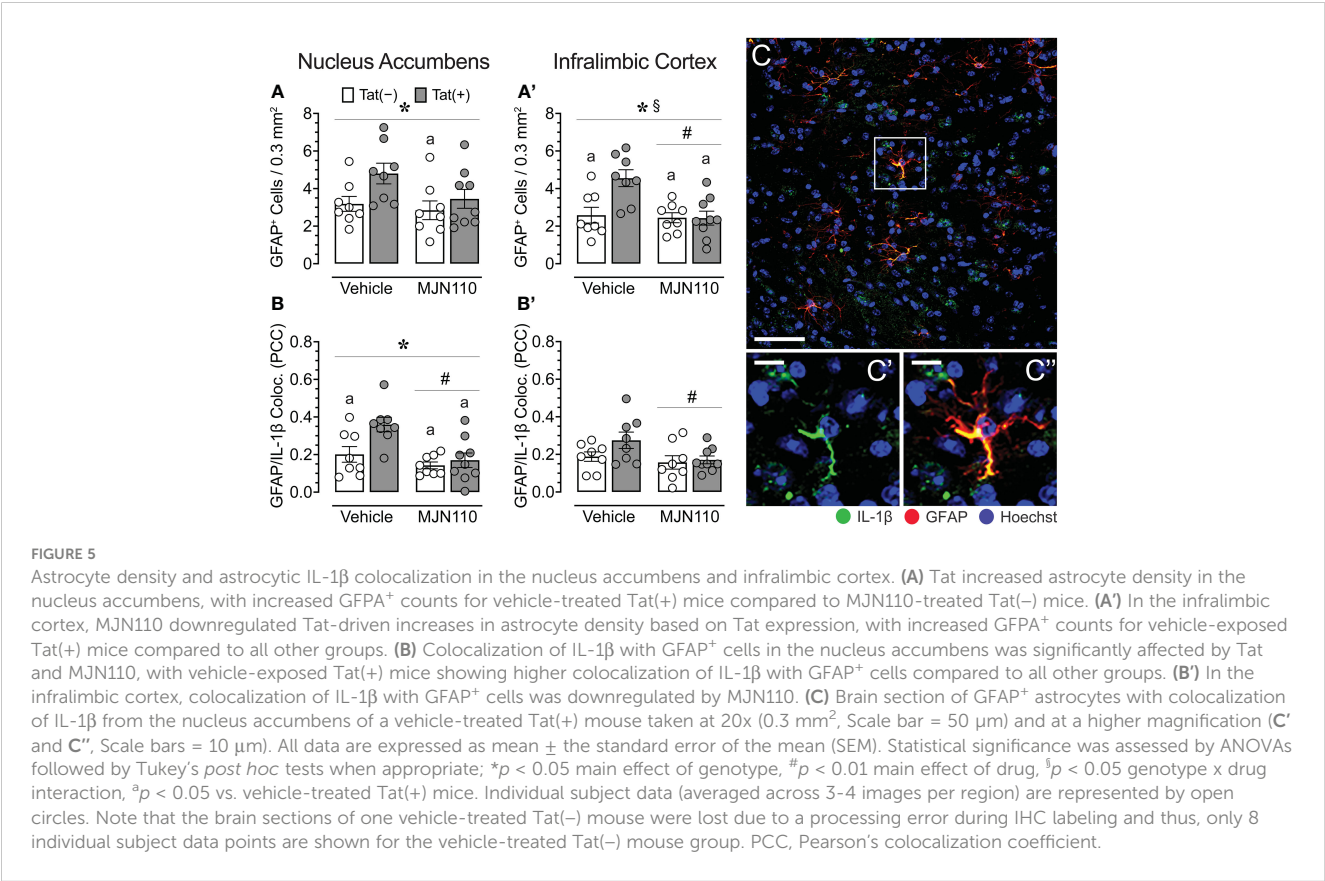 Nucleus Accumbens
Infralimbic Cortex
A
Tat(−) Tat(+)
*
a
GFAP⁺ Cells / 0.3 mm²
8
6
4
2
0
Vehicle MJN110
A’
* §
#
a a a
GFAP⁺ Cells / 0.3 mm²
8
6
4
2
0
Vehicle MJN110
B
*
#
a a a
GFAP/IL-1β Coloc. (PCC)
0.8
0.6
0.4
0.2
0.0
Vehicle MJN110
B’
#
GFAP/IL-1β Coloc. (PCC)
0.8
0.6
0.4
0.2
0.0
Vehicle MJN110
C
C’
C”
IL-1β GFAP Hoechst
FIGURE 5
Astrocyte density and astrocytic IL-1β colocalization in the nucleus accumbens and infralimbic cortex. (A) Tat increased astrocyte density in the
nucleus accumbens, with increased GFPA⁺ counts for vehicle-treated Tat(+) mice compared to MJN110-treated Tat(–) mice. (A’) In the infralimbic
cortex, MJN110 downregulated Tat-driven increases in astrocyte density based on Tat expression, with increased GFPA⁺ counts for vehicle-exposed
Tat(+) mice compared to all other groups. (B) Colocalization of IL-1β with GFAP⁺ cells in the nucleus accumbens was significantly affected by Tat
and MJN110, with vehicle-exposed Tat(+) mice showing higher colocalization of IL-1β with GFAP⁺ cells compared to all other groups. (B’) In the
infralimbic cortex, colocalization of IL-1β with GFAP⁺ cells was downregulated by MJN110. (C) Brain section of GFAP⁺ astrocytes with colocalization
of IL-1β from the nucleus accumbens of a vehicle-treated Tat(+) mouse taken at 20x (0.3 mm², Scale bar = 50 μm) and at a higher magnification (C’
and C”, Scale bars = 10 μm). All data are expressed as mean ± the standard error of the mean (SEM). Statistical significance was assessed by ANOVAs
followed by Tukey’s post hoc tests when appropriate; *p < 0.05 main effect of genotype, #p < 0.01 main effect of drug, §p < 0.05 genotype x drug
interaction, ᵃp < 0.05 vs. vehicle-treated Tat(+) mice. Individual subject data (averaged across 3-4 images per region) are represented by open
circles. Note that the brain sections of one vehicle-treated Tat(–) mouse were lost due to a processing error during IHC labeling and thus, only 8
individual subject data points are shown for the vehicle-treated Tat(–) mouse group. PCC, Pearson’s colocalization coefficient.